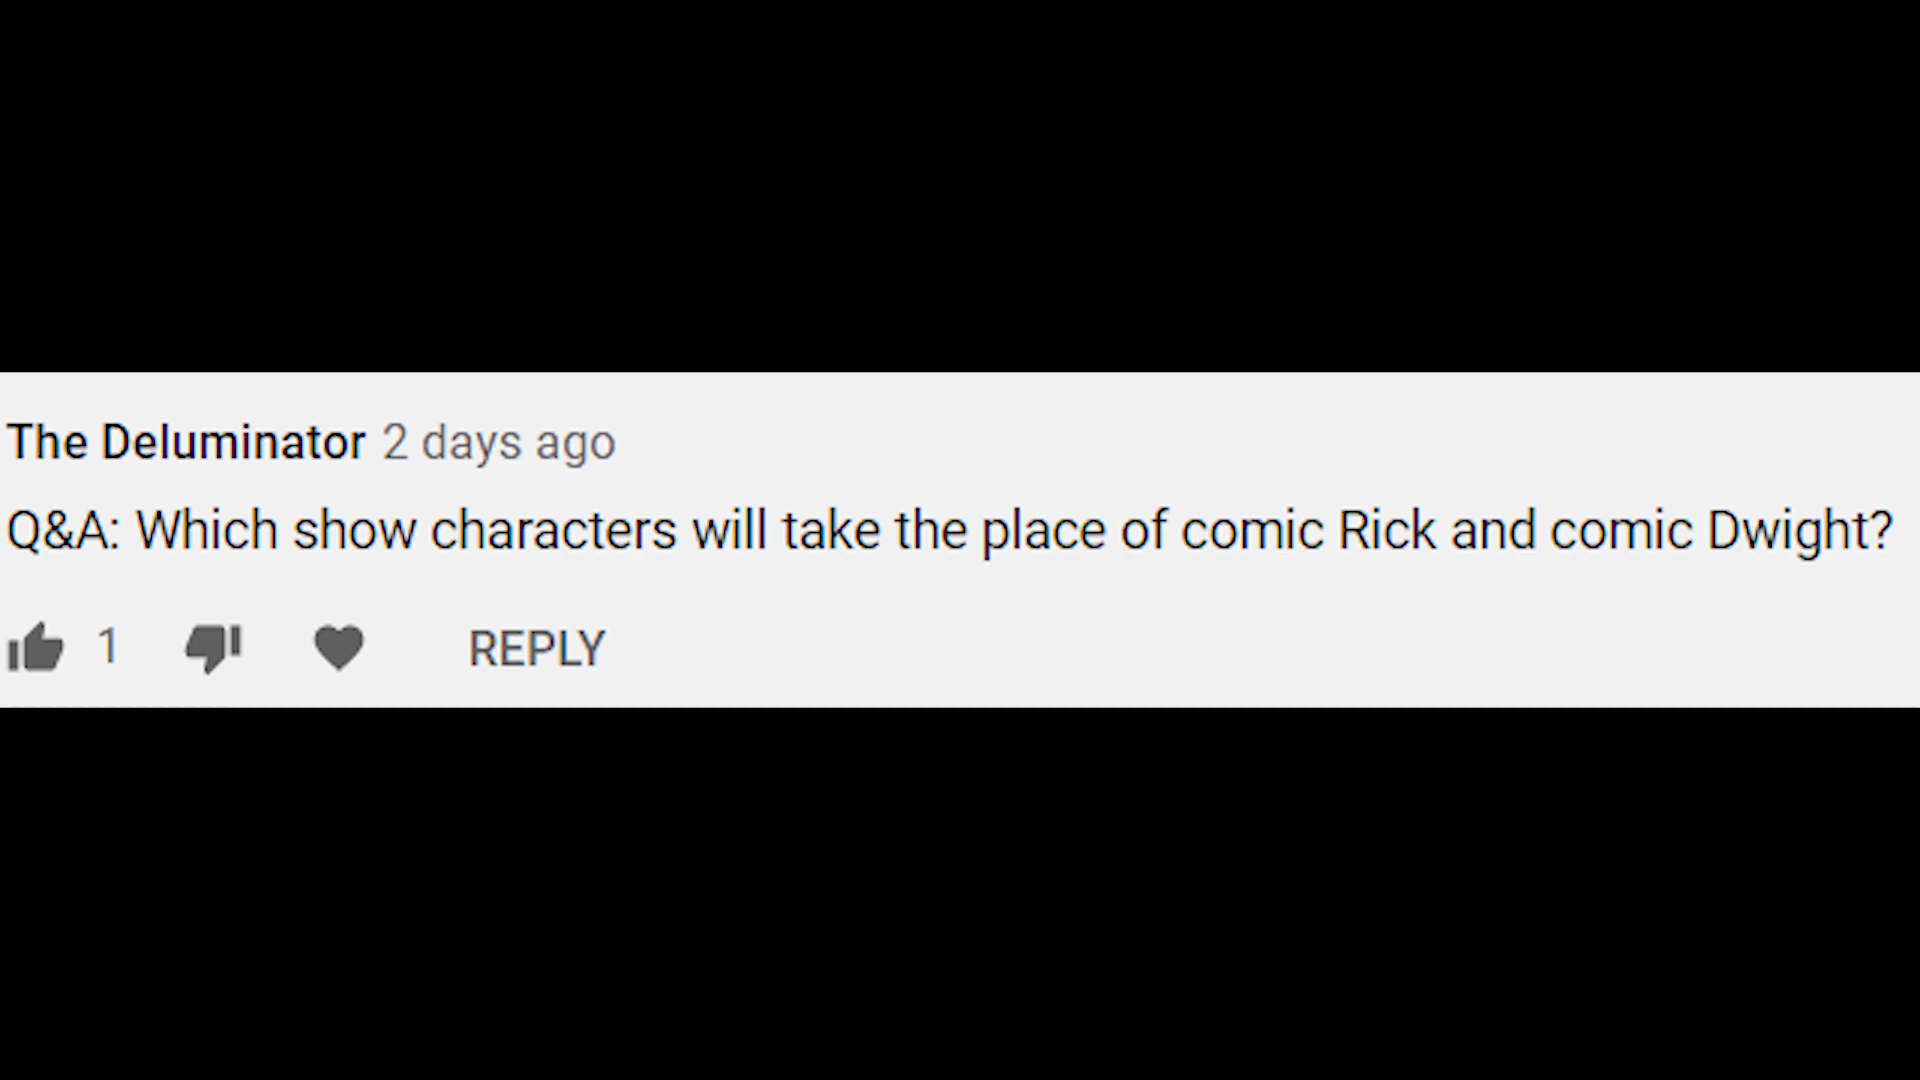 The Deluminator 2 days ago
Q&A: Which show characters will take the place of comic Rick and comic Dwight?
1 REPLY